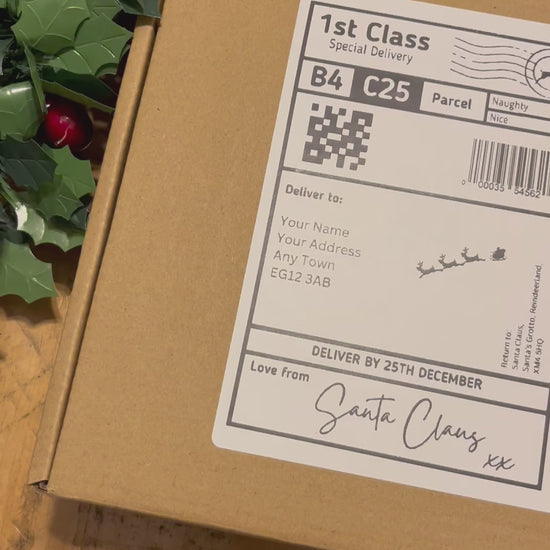 1st Class
Special Delivery
B4 C25 Parcel
Naughty
Nice
0 00035 54562
Deliver to:
Your Name
Your Address
Any Town
EG12 3AB
Return to:
Santa Claus,
Santa's Grotto, Reindeerland,
XM4 5HQ
DELIVER BY 25TH DECEMBER
Love from
Santa Claus
xx